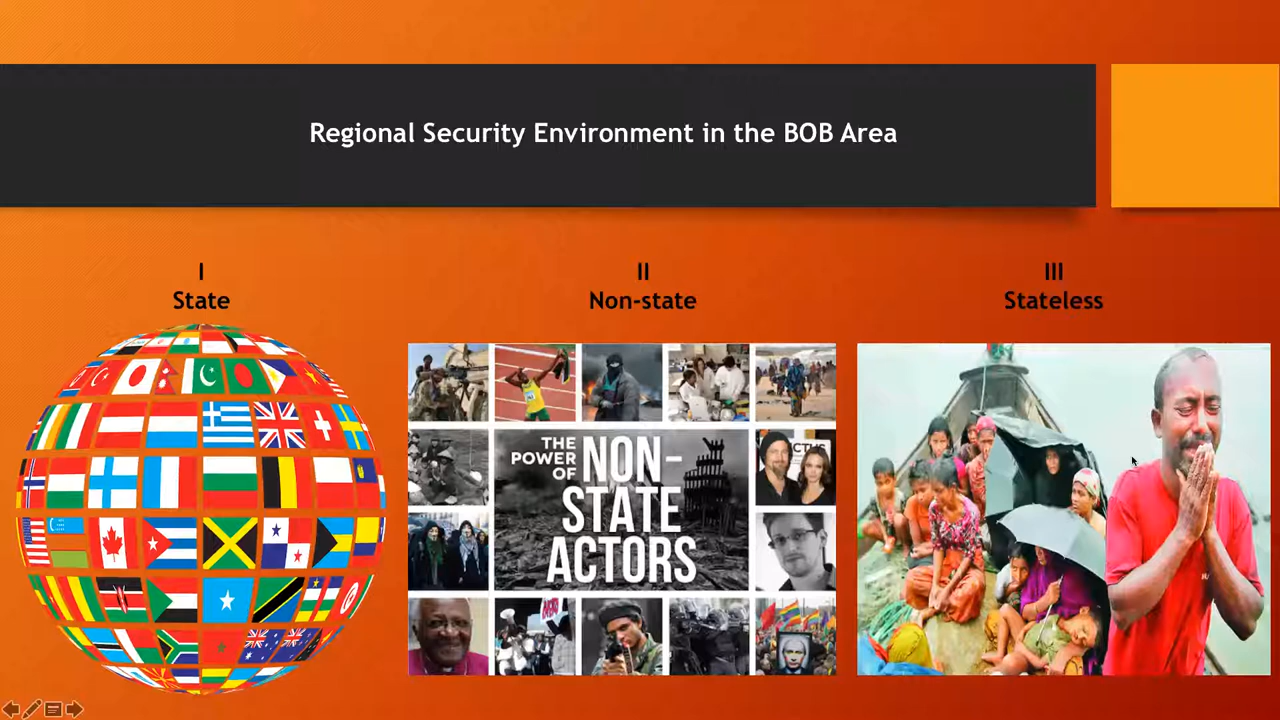 Regional Security Environment in the BOB Area
I
State
II
Non-state
III
Stateless
THE
POWER
OF
NON-
STATE
ACTORS